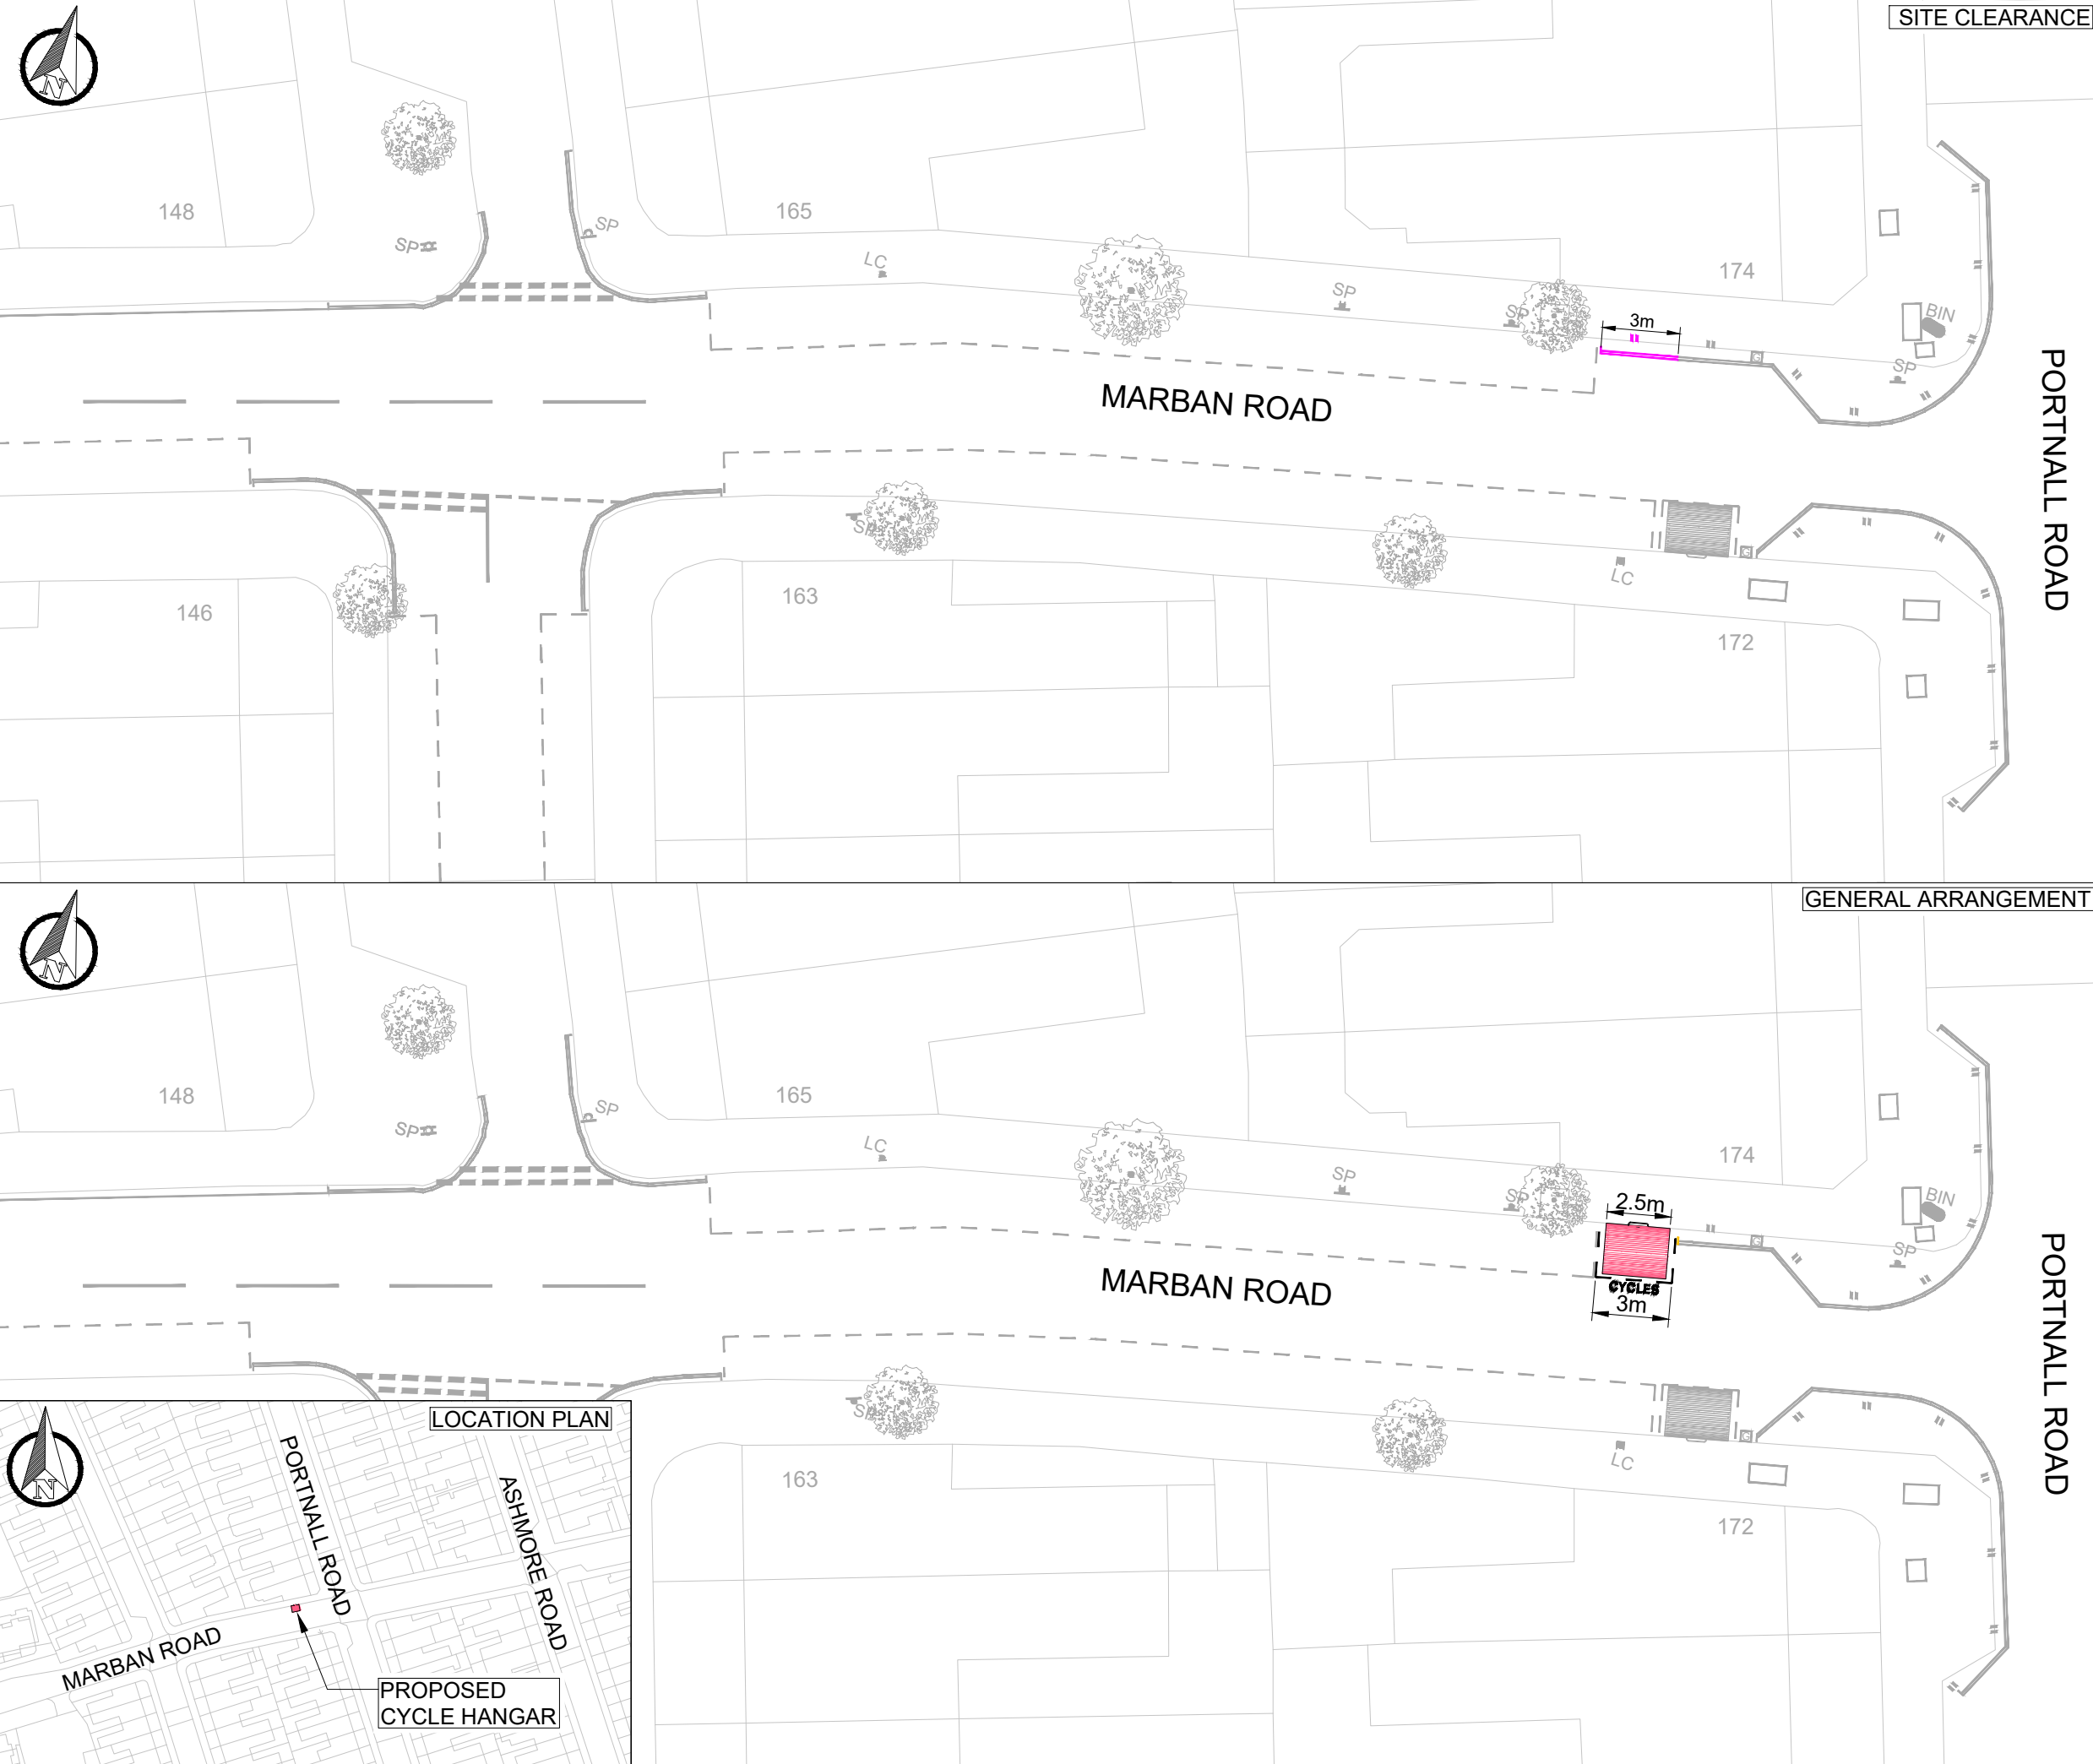 SITE CLEARANCE
N
148
SP
SP
165
LC
SP
SP
3m
174
BIN
SP
G
MARBAN ROAD
PORTNALL ROAD
SP
G
LC
146
163
172
GENERAL ARRANGEMENT
N
148
SP
SP
165
LC
SP
SP
2.5m
174
BIN
SP
G
CYCLES
3m
MARBAN ROAD
PORTNALL ROAD
SP
G
LC
163
172
LOCATION PLAN
N
PORTNALL ROAD
ASHMORE ROAD
MARBAN ROAD
PROPOSED
CYCLE HANGAR